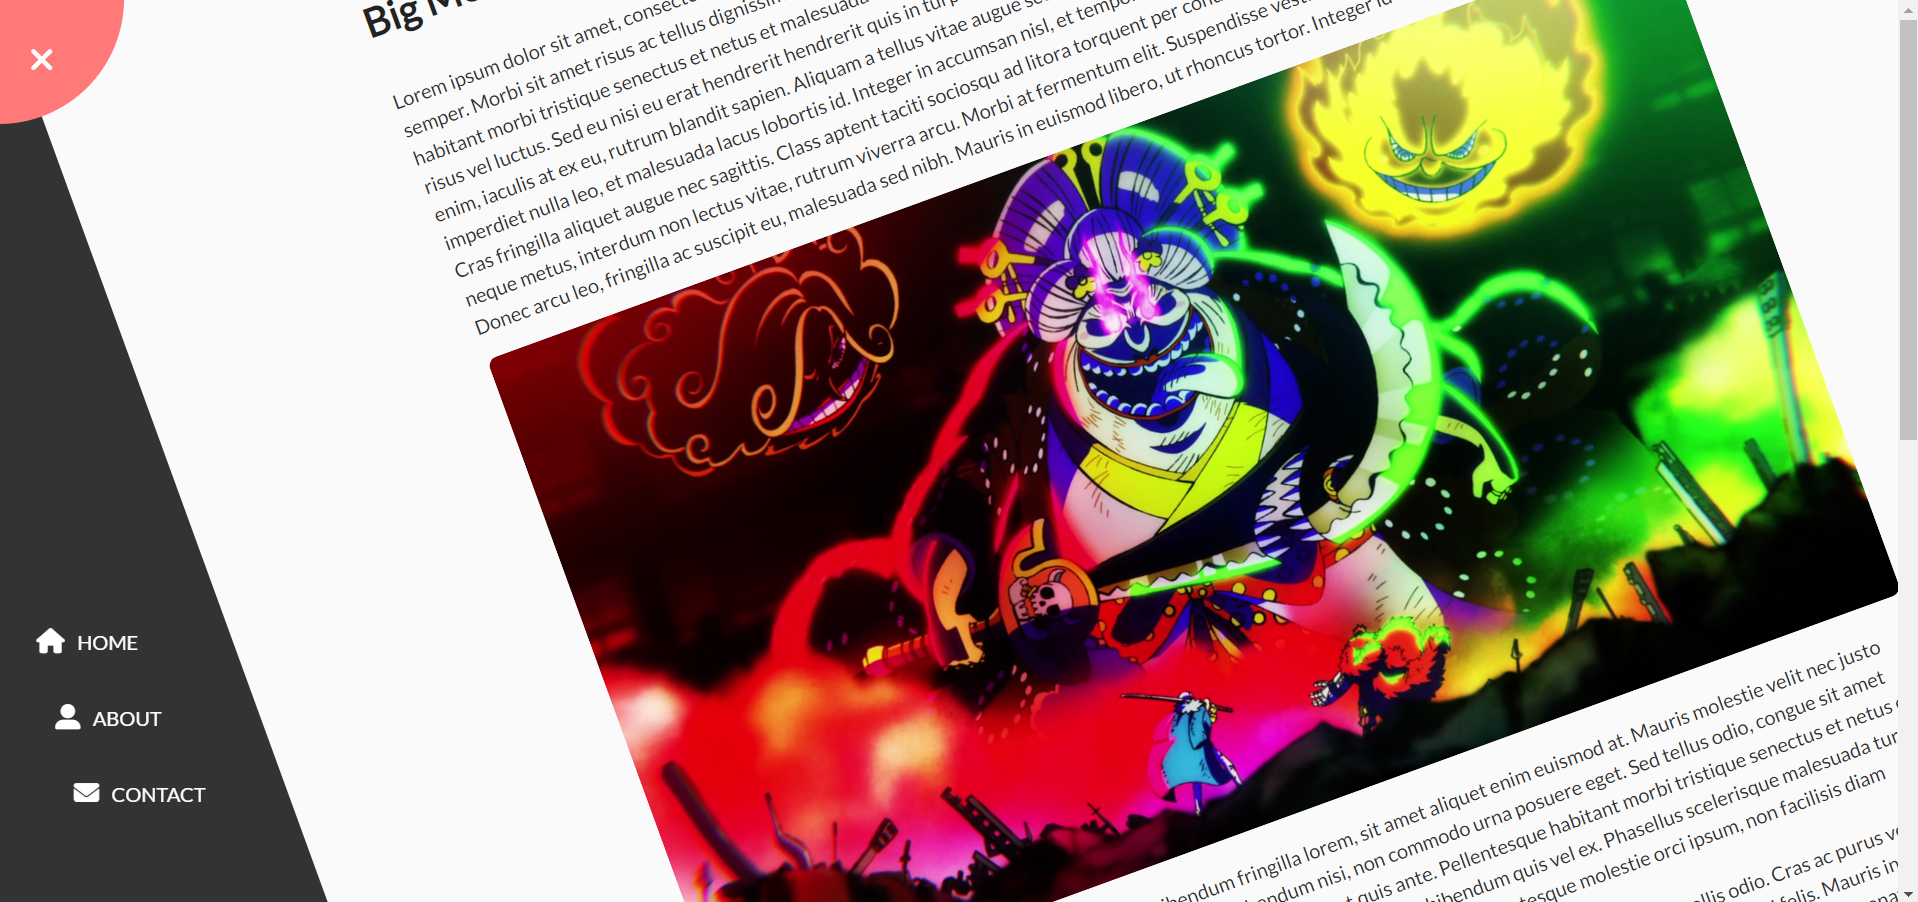 Big
Lorem ipsum dolor sit amet,
semper. Morbi sit amet risus ac tellus
habitant morbi tristique senectus et netus et malesuada
risus vel luctus. Sed eu nisi eu erat hendrerit hendrerit quis in
enim, iaculis at ex eu, rutrum blandit sapien. Aliquam a tellus vitae augue
imperdiet nulla leo, et malesuada lacus lobortis id. Integer in accumsan nisl, et
Cras fringilla aliquet augue nec sagittis. Class aptent taciti sociosqu ad litora torquent per
neque metus, interdum non lectus vitae, rutrum viverra arcu. Morbi at fermentum elit. Suspendisse
Donec arcu leo, fringilla ac suscipit eu, malesuada sed nibh. Mauris in euismod libero, ut rhoncus tortor. Integer id
HOME
ABOUT
CONTACT
fringilla lorem, sit amet aliquet enim euismod at. Mauris molestie velit nec justo
nisi, non commodo urna posuere eget. Sed tellus odio, congue sit amet
quis ante. Pellentesque habitant morbi tristique senectus et netus
quis vel ex. Phasellus scelerisque malesuada
molestie orci ipsum, non facilisis diam
odio. Cras ac purus
felis. Mauris in